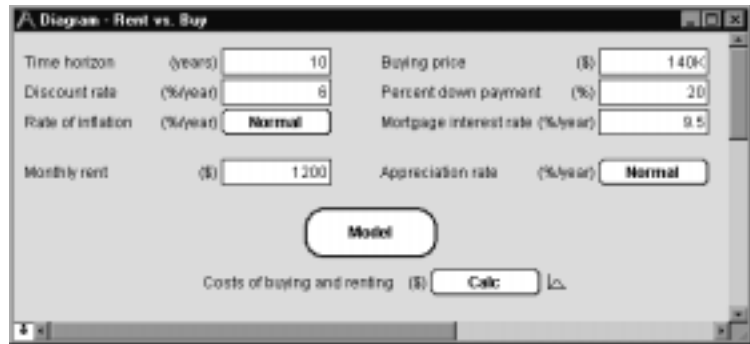 Diagram - Rent vs. Buy
Time horizon (years) 10 Buying price ($) 140K
Discount rate (%/year) 6 Percent down payment (%) 20
Rate of inflation (%/year) Normal Mortgage interest rate (%/year) 9.5
Monthly rent ($) 1200 Appreciation rate (%/year) Normal
Model
Costs of buying and renting ($) Calc